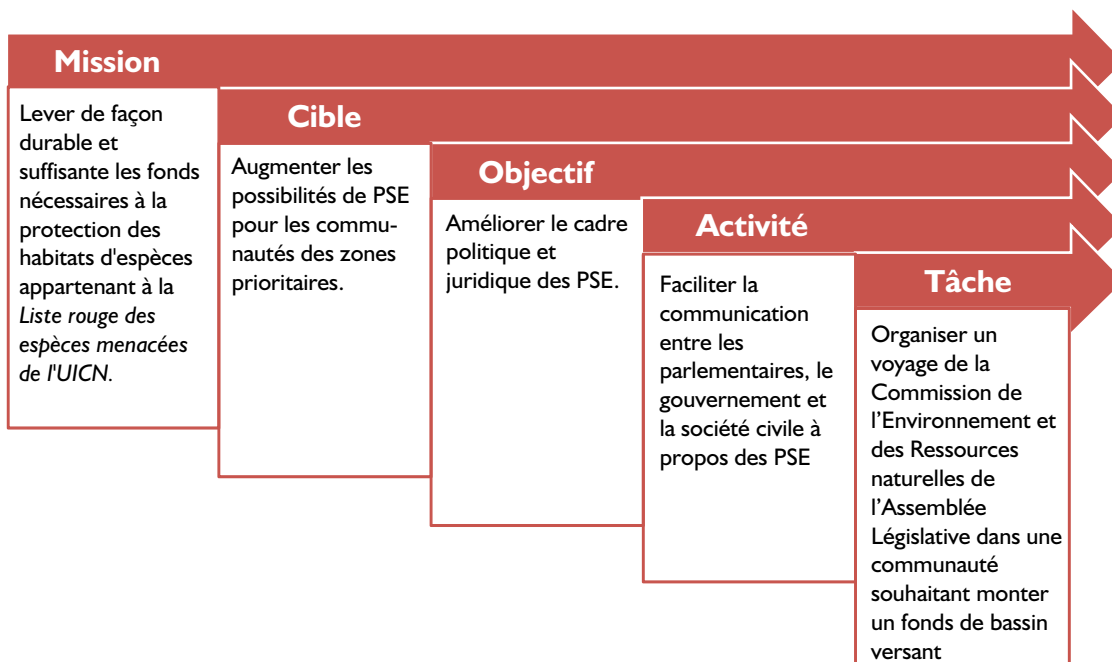 Mission
Lever de façon
durable et
suffisante les fonds
nécessaires à la
protection des
habitats d'espèces
appartenant à la
Liste rouge des
espèces menacées
de l'UICN.
Cible
Augmenter les
possibilités de PSE
pour les commu-
nautés des zones
prioritaires.
Objectif
Améliorer le cadre
politique et
juridique des PSE.
Activité
Faciliter la
communication
entre les
parlementaires, le
gouvernement et
la société civile à
propos des PSE
Tâche
Organiser un
voyage de la
Commission de
l’Environnement et
des Ressources
naturelles de
l’Assemblée
Législative dans une
communauté
souhaitant monter
un fonds de bassin
versant